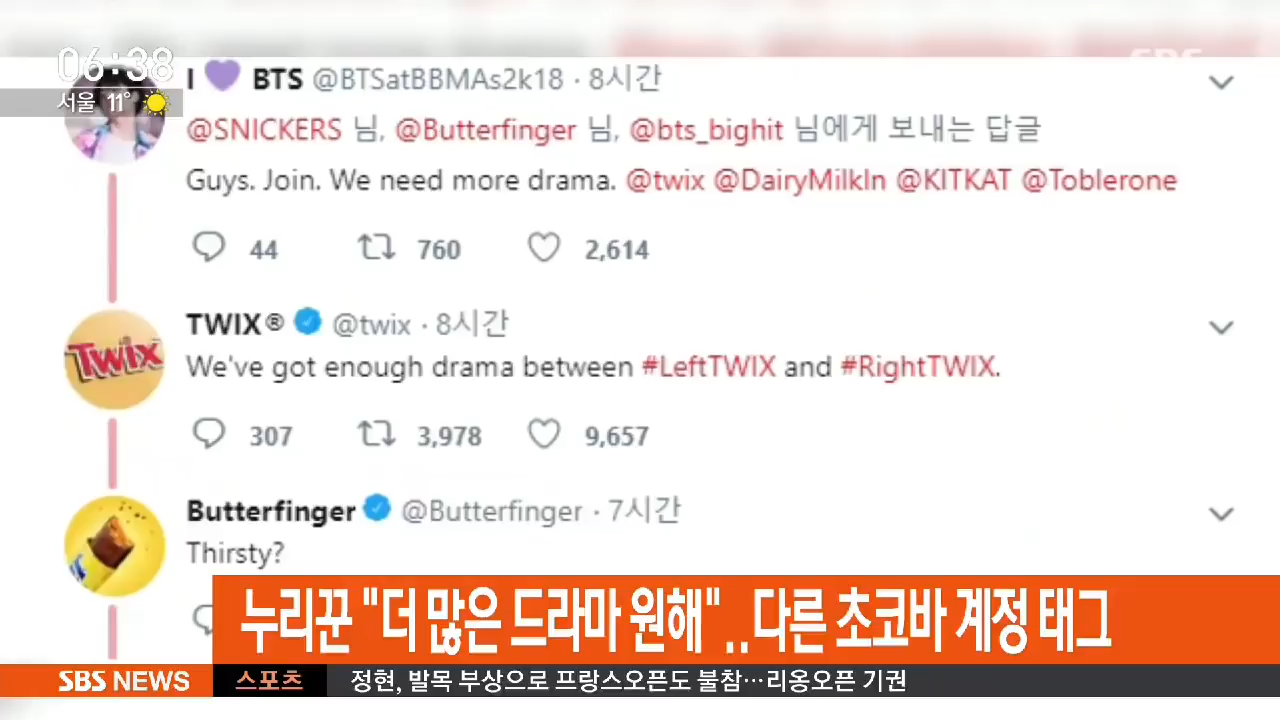 06:38
서울 11°
SBS
I 💜 BTS @BTSatBBMAs2k18 · 8시간
@SNICKERS 님, @Butterfinger 님, @bts_bighit 님에게 보내는 답글
Guys. Join. We need more drama. @twix @DairyMilkIn @KITKAT @Toblerone
44 760 2,614
Twix
TWIX® @twix · 8시간
We've got enough drama between #LeftTWIX and #RightTWIX.
307 3,978 9,657
Butterfinger @Butterfinger · 7시간
Thirsty?
누리꾼 "더 많은 드라마 원해"‥다른 초코바 계정 태그
SBS NEWS 스포츠 정현, 발목 부상으로 프랑스오픈도 불참…리옹오픈 기권